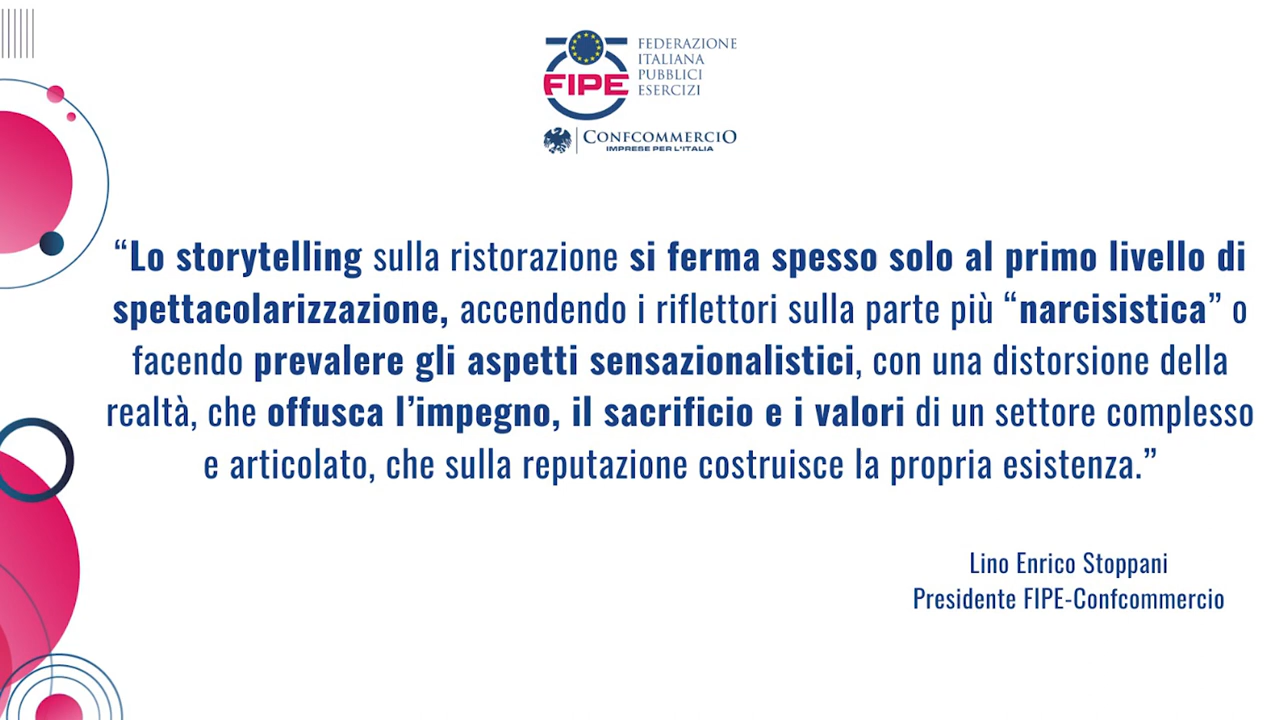 FIPE
FEDERAZIONE
ITALIANA
PUBBLICI
ESERCIZI
CONFCOMMERCIO
IMPRESE PER L'ITALIA
“Lo storytelling sulla ristorazione si ferma spesso solo al primo livello di
spettacolarizzazione, accendendo i riflettori sulla parte più “narcisistica” o
facendo prevalere gli aspetti sensazionalistici, con una distorsione della
realtà, che offusca l’impegno, il sacrificio e i valori di un settore complesso
e articolato, che sulla reputazione costruisce la propria esistenza.”
Lino Enrico Stoppani
Presidente FIPE-Confcommercio